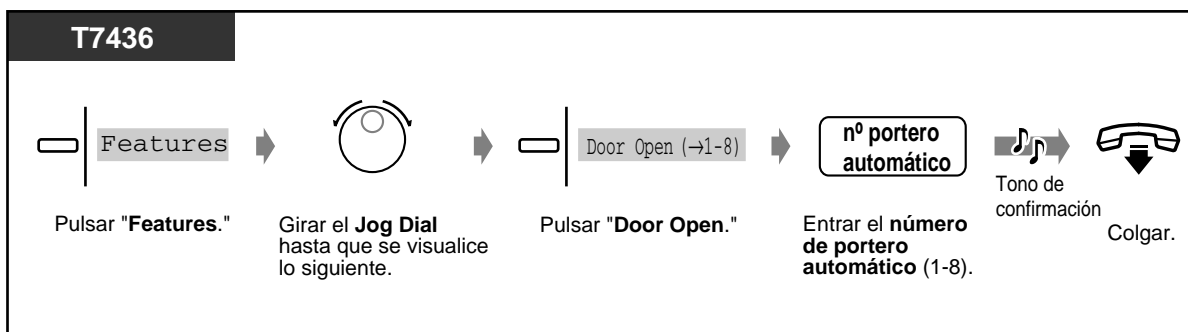 T7436
Features
Door Open (→1-8)
nº portero
automático
Pulsar "Features."
Girar el Jog Dial
hasta que se visualice
lo siguiente.
Pulsar "Door Open."
Entrar el número
de portero
automático (1-8).
Tono de
confirmación
Colgar.